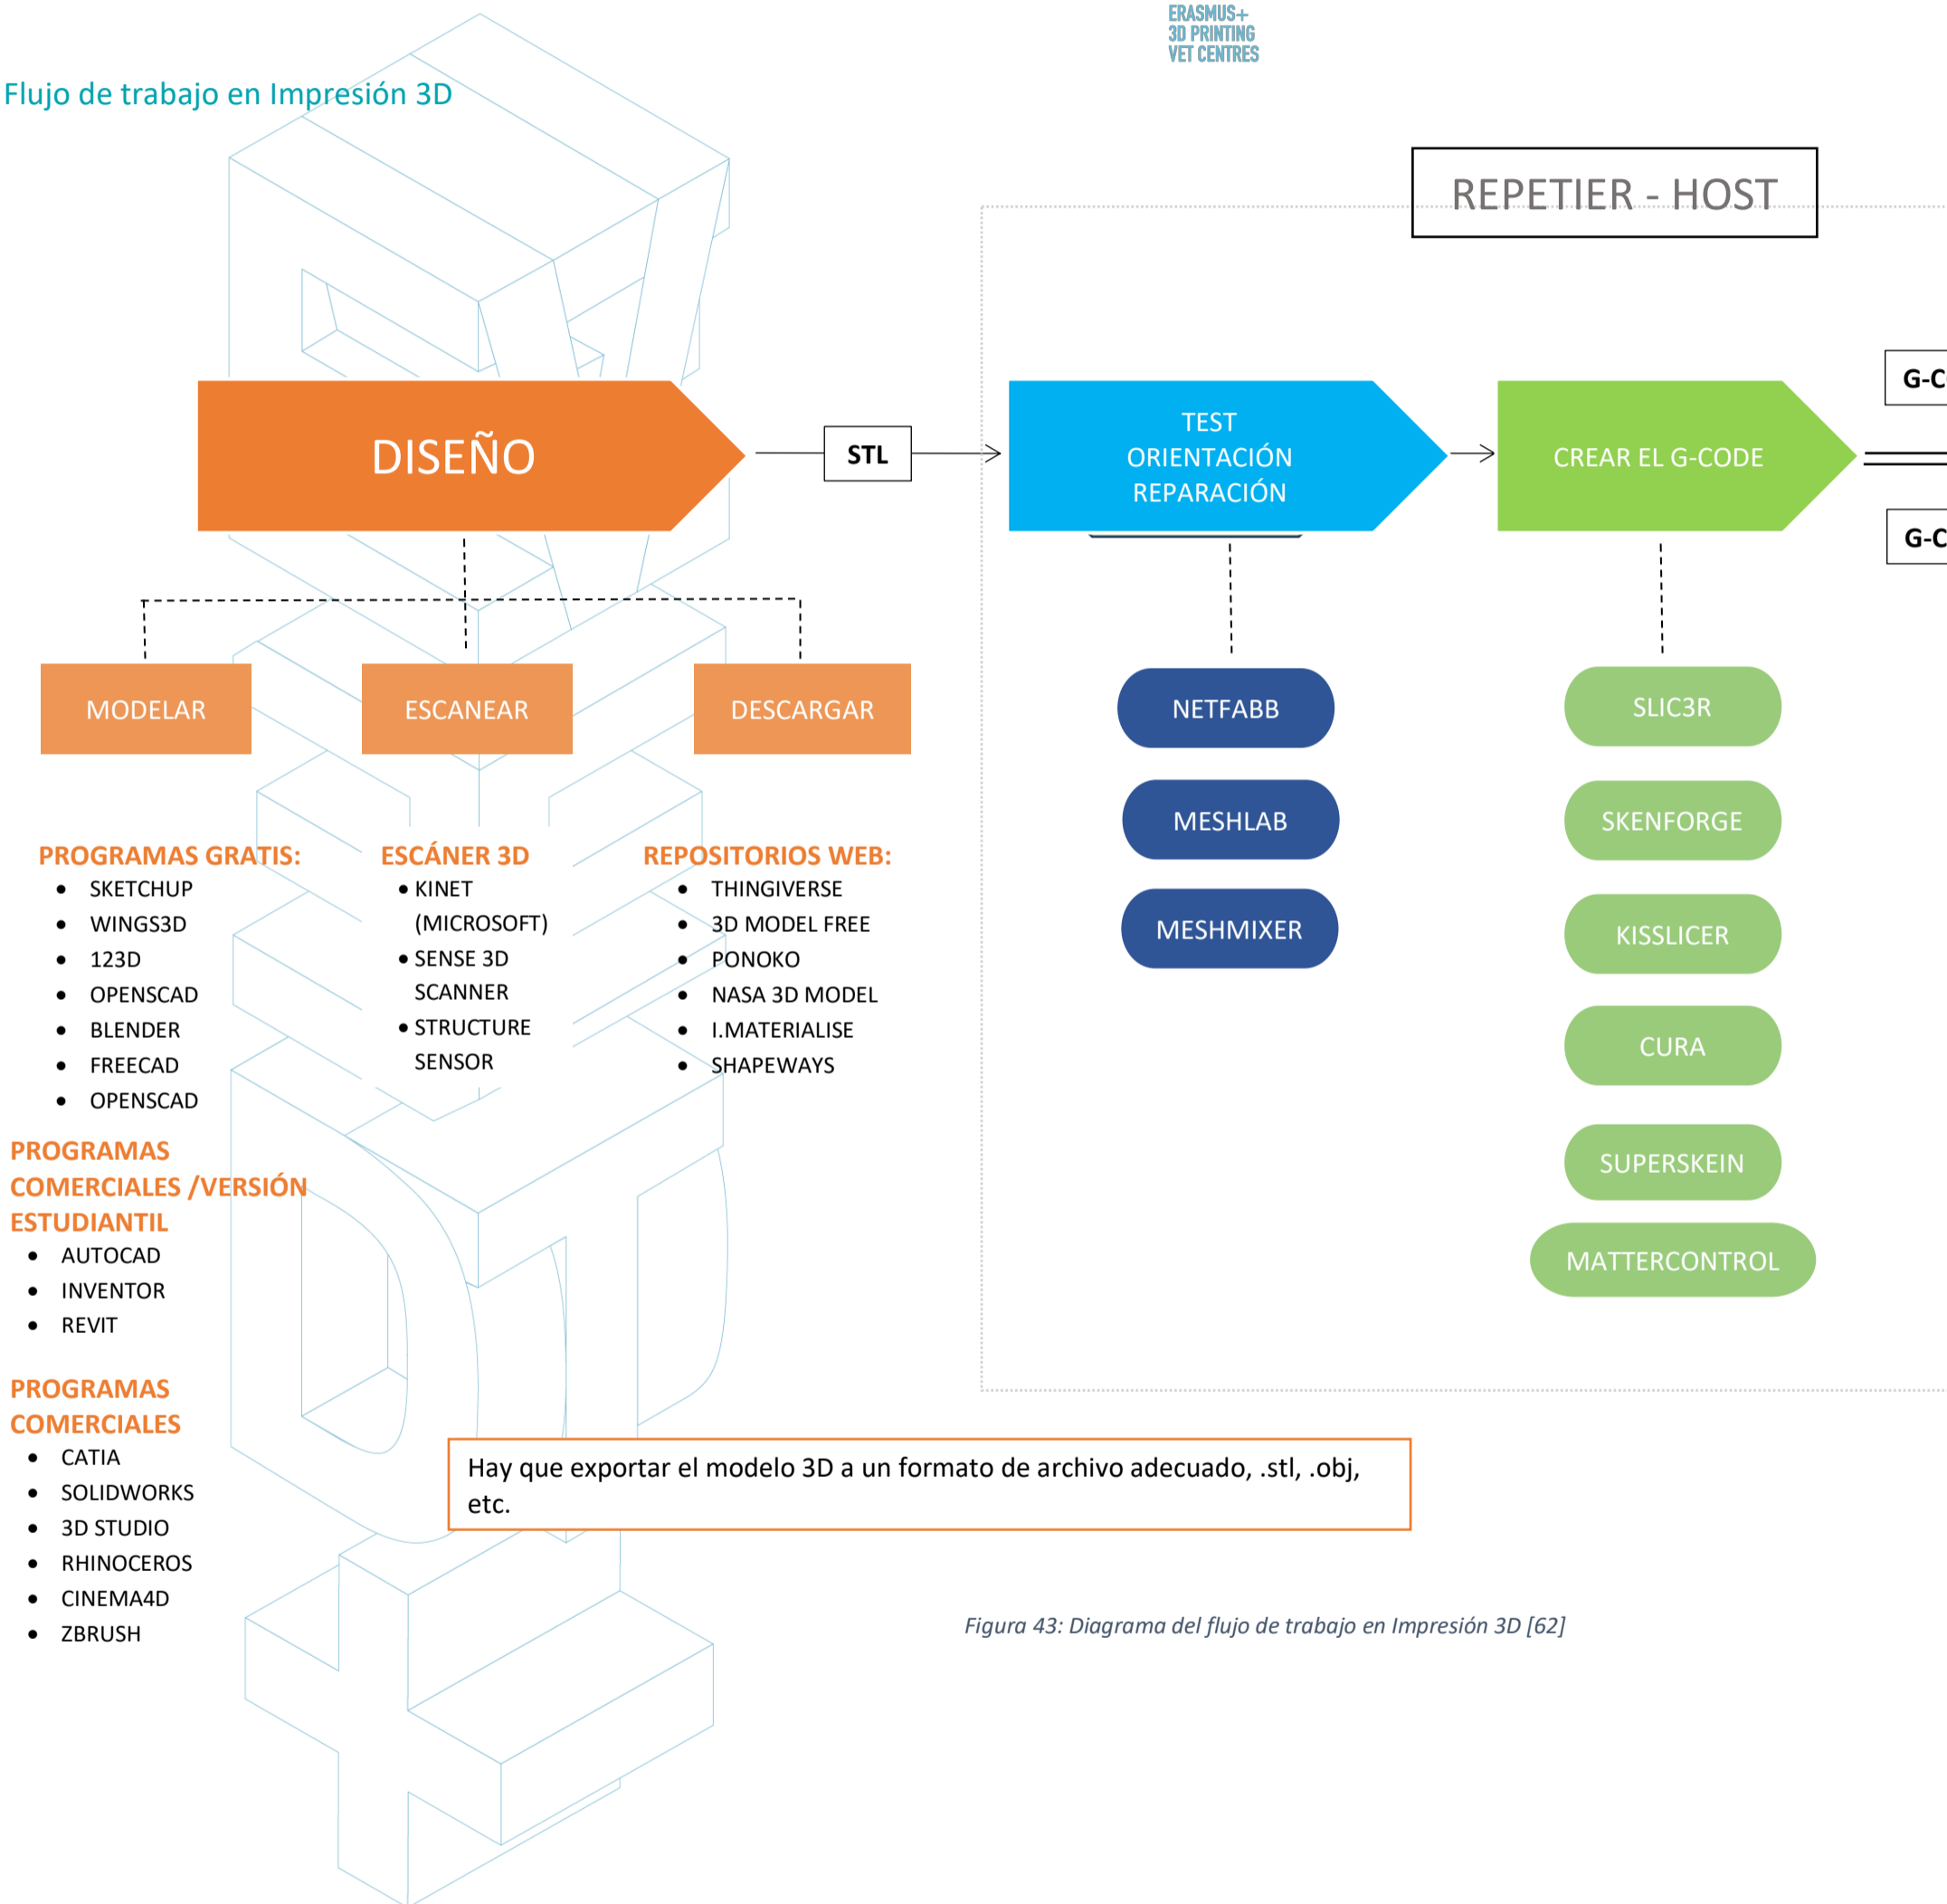 ERASMUS+
3D PRINTING
VET CENTRES
Flujo de trabajo en Impresión 3D
REPETIER - HOST
DISEÑO
STL
TEST
ORIENTACIÓN
REPARACIÓN
CREAR EL G-CODE
MODELAR
ESCANEAR
DESCARGAR
PROGRAMAS GRATIS:
• SKETCHUP
• WINGS3D
• 123D
• OPENSCAD
• BLENDER
• FREECAD
• OPENSCAD
PROGRAMAS
COMERCIALES /VERSIÓN
ESTUDIANTIL
• AUTOCAD
• INVENTOR
• REVIT
PROGRAMAS
COMERCIALES
• CATIA
• SOLIDWORKS
• 3D STUDIO
• RHINOCEROS
• CINEMA4D
• ZBRUSH
ESCÁNER 3D
• KINET
(MICROSOFT)
• SENSE 3D
SCANNER
• STRUCTURE
SENSOR
REPOSITORIOS WEB:
• THINGIVERSE
• 3D MODEL FREE
• PONOKO
• NASA 3D MODEL
• I.MATERIALISE
• SHAPEWAYS
NETFABB
MESHLAB
MESHMIXER
SLIC3R
SKENFORGE
KISSLICER
CURA
SUPERSKEIN
MATTERCONTROL
Hay que exportar el modelo 3D a un formato de archivo adecuado, .stl, .obj,
etc.
Figura 43: Diagrama del flujo de trabajo en Impresión 3D [62]